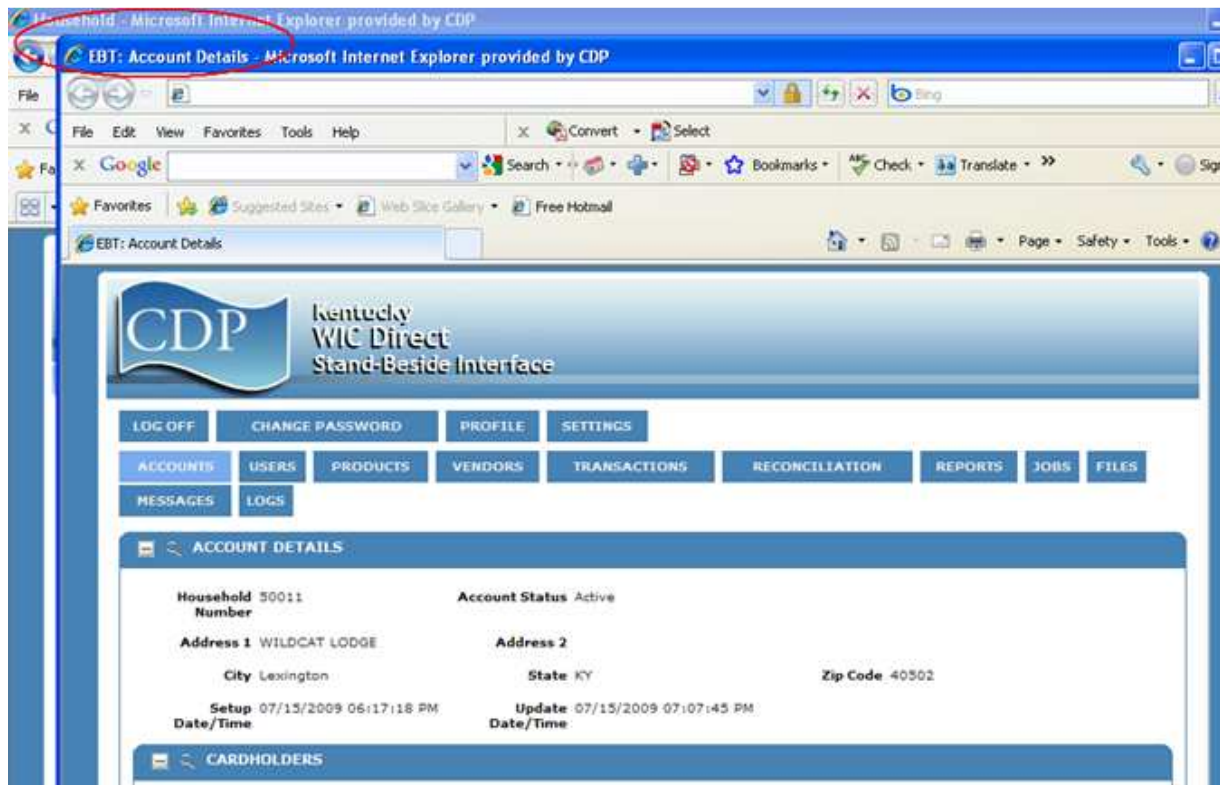 Household - Microsoft Internet Explorer provided by CDP
EBT: Account Details - Microsoft Internet Explorer provided by CDP
Bing
File
File Edit View Favorites Tools Help x Convert Select
x Google Search Bookmarks Check Translate » Sig
Fa
Favorites Suggested Sites Web Slice Gallery Free Hotmail
EBT: Account Details Page Safety Tools
CDP
Kentucky
WIC Direct
Stand-Beside Interface
LOG OFF CHANGE PASSWORD PROFILE SETTINGS
ACCOUNTS USERS PRODUCTS VENDORS TRANSACTIONS RECONCILIATION REPORTS JOBS FILES
MESSAGES LOGS
ACCOUNT DETAILS
Household Number 50011 Account Status Active
Address 1 WILDCAT LODGE Address 2
City Lexington State KY Zip Code 40502
Setup Date/Time 07/15/2009 06:17:18 PM Update Date/Time 07/15/2009 07:07:45 PM
CARDHOLDERS